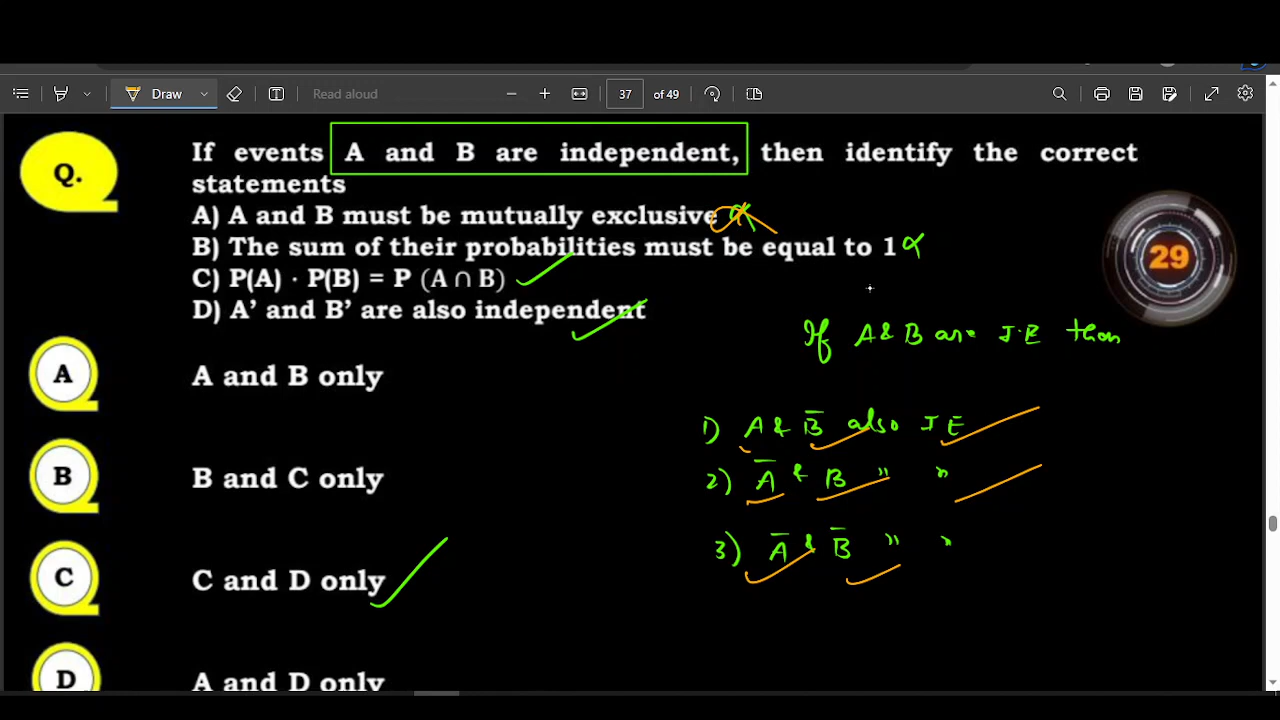 Draw
Read aloud
37 of 49
Q.
If events A and B are independent, then identify the correct
statements
A) A and B must be mutually exclusive
B) The sum of their probabilities must be equal to 1
C) P(A) · P(B) = P (A ∩ B)
D) A’ and B’ are also independent
29
If A & B are I.E then
A A and B only
1) A & B̅ also I E
B B and C only
2) A̅ & B " "
3) A̅ & B̅ " "
C C and D only
D A and D only